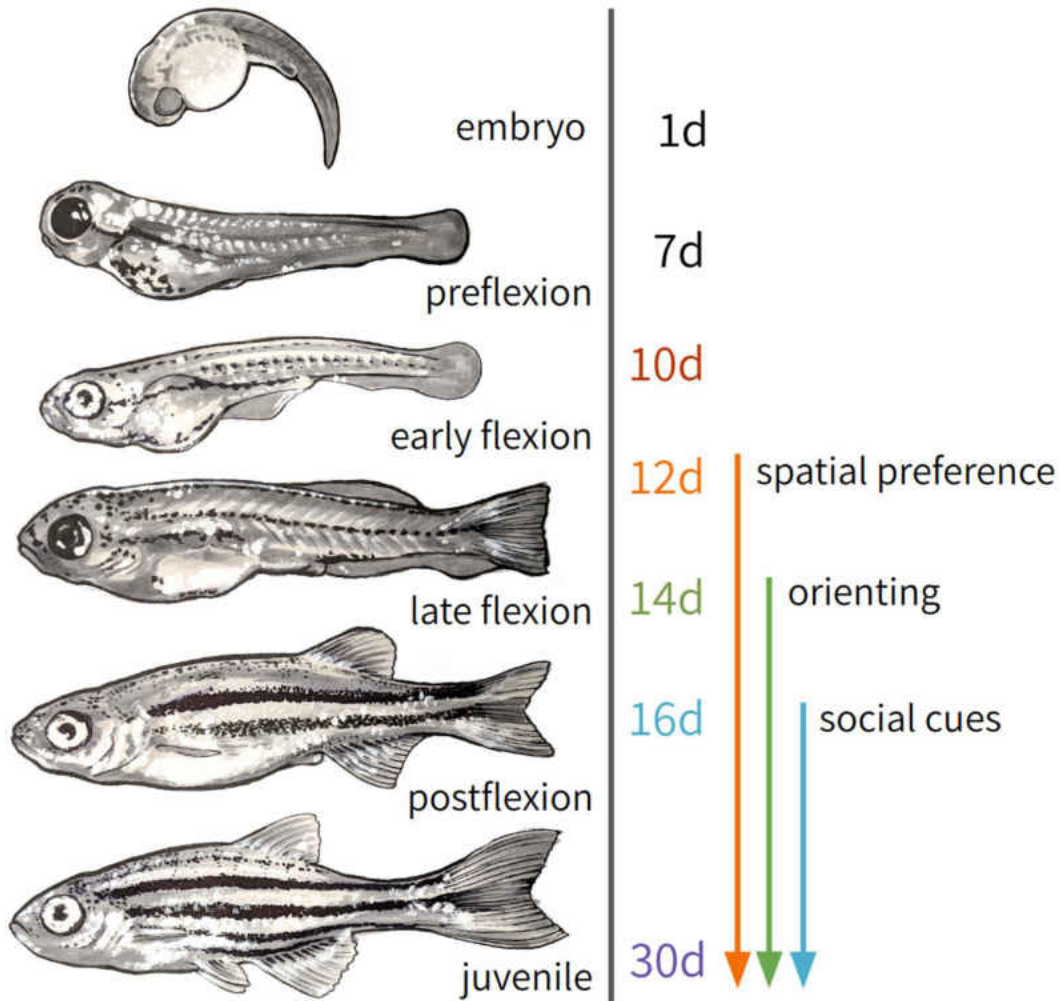 embryo
1d
7d
preflexion
10d
early flexion
12d
spatial preference
late flexion
14d
orienting
16d
social cues
postflexion
30d
juvenile